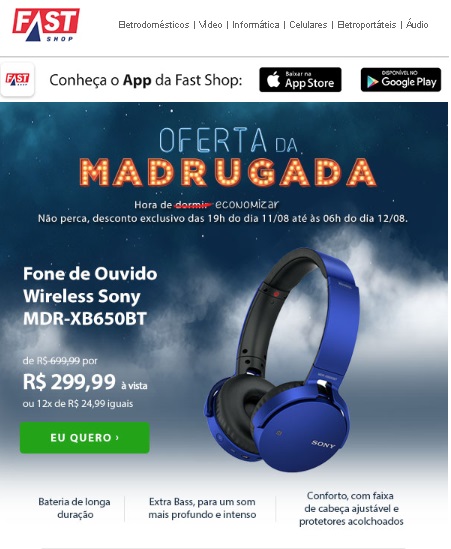 FAST
SHOP
Eletrodomésticos | Vídeo | Informática | Celulares | Eletroportáteis | Áudio
FAST
SHOP
Conheça o App da Fast Shop:
Baixar na
App Store
DISPONÍVEL NO
Google Play
OFERTA DA
MADRUGADA
Hora de dormir economizar
Não perca, desconto exclusivo das 19h do dia 11/08 até às 06h do dia 12/08.
Fone de Ouvido
Wireless Sony
MDR-XB650BT
de R$ 699,99 por
R$ 299,99 à vista
ou 12x de R$ 24,99 iguais
EU QUERO ›
SONY
Bateria de longa
duração
Extra Bass, para um som
mais profundo e intenso
Conforto, com faixa
de cabeça ajustável e
protetores acolchoados